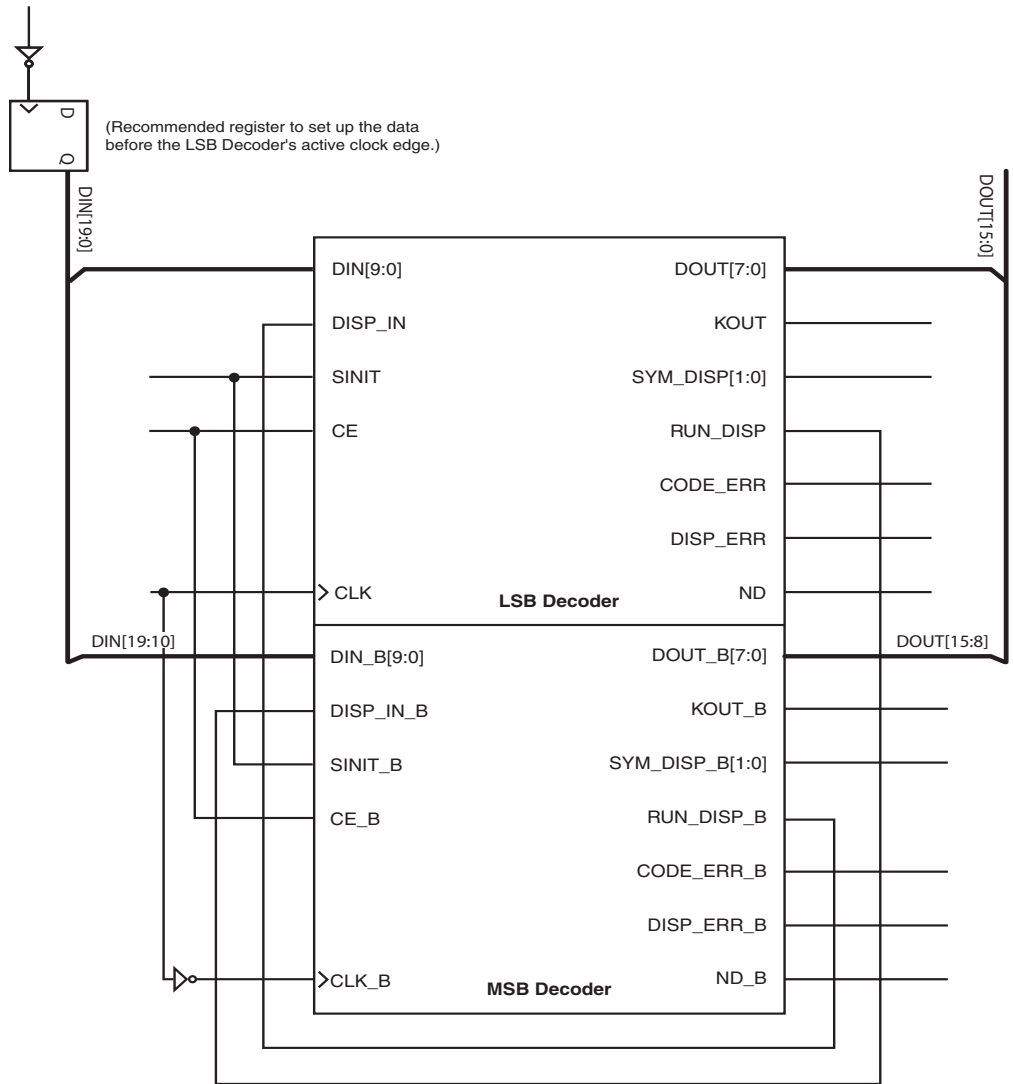 D
Q
(Recommended register to set up the data
before the LSB Decoder's active clock edge.)
DIN[19:0]
DOUT[15:0]
DIN[9:0]
DOUT[7:0]
DISP_IN
KOUT
SINIT
SYM_DISP[1:0]
CE
RUN_DISP
CODE_ERR
DISP_ERR
CLK
LSB Decoder
ND
DIN[19:10]
DIN_B[9:0]
DOUT_B[7:0]
DOUT[15:8]
DISP_IN_B
KOUT_B
SINIT_B
SYM_DISP_B[1:0]
CE_B
RUN_DISP_B
CODE_ERR_B
DISP_ERR_B
CLK_B
MSB Decoder
ND_B